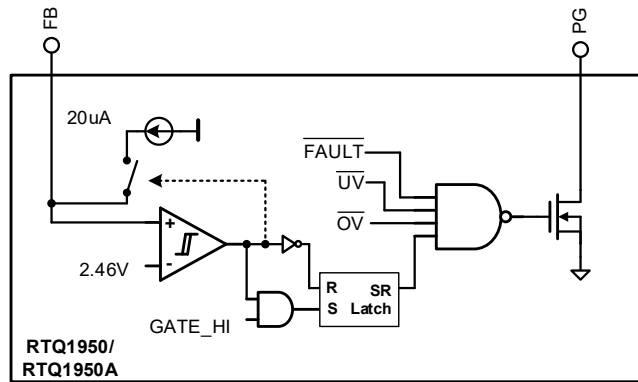 FB
PG
20uA
FAULT
UV
OV
+
2.46V
-
R
SR
S
Latch
GATE_HI
RTQ1950/
RTQ1950A